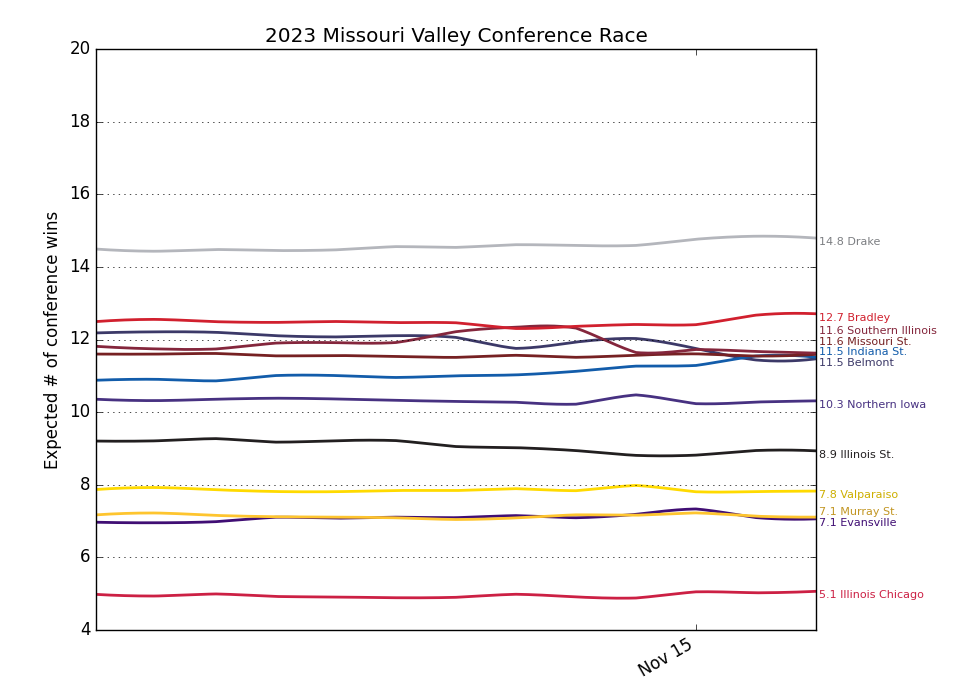 2023 Missouri Valley Conference Race
Expected # of conference wins
20
18
16
14
12
10
8
6
4
Nov 15
14.8 Drake
12.7 Bradley
11.6 Southern Illinois
11.6 Missouri St.
11.5 Indiana St.
11.5 Belmont
10.3 Northern Iowa
8.9 Illinois St.
7.8 Valparaiso
7.1 Murray St.
7.1 Evansville
5.1 Illinois Chicago